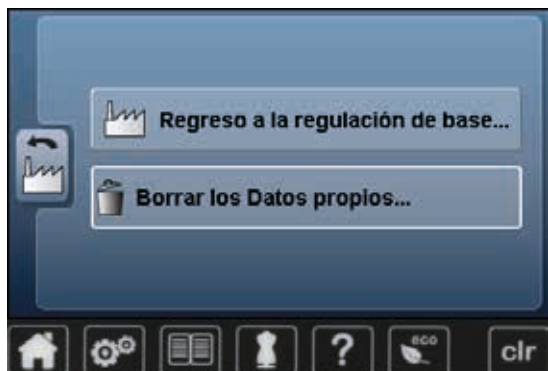 Regreso a la regulación de base...
Borrar los Datos propios...
? eco clr